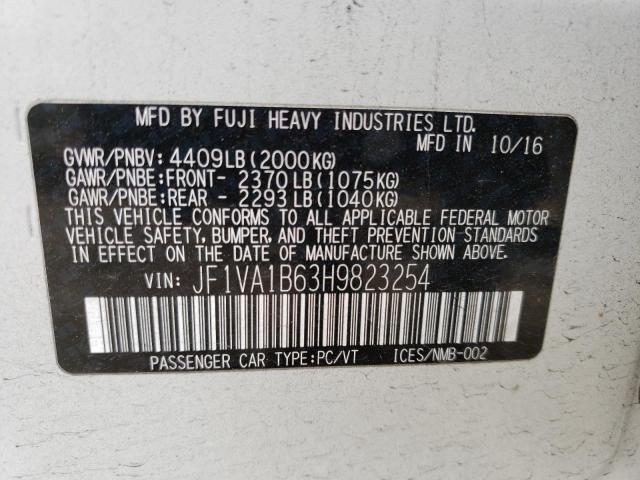 MFD BY FUJI HEAVY INDUSTRIES LTD.
MFD IN 10/16
GVWR/PNBV: 4409LB(2000KG)
GAWR/PNBE:FRONT- 2370LB(1075KG)
GAWR/PNBE:REAR - 2293LB(1040KG)
THIS VEHICLE CONFORMS TO ALL APPLICABLE FEDERAL MOTOR
VEHICLE SAFETY, BUMPER, AND THEFT PREVENTION STANDARDS
IN EFFECT ON THE DATE OF MANUFACTURE SHOWN ABOVE.
VIN: JF1VA1B63H9823254
PASSENGER CAR TYPE:PC/VT ICES/NMB-002